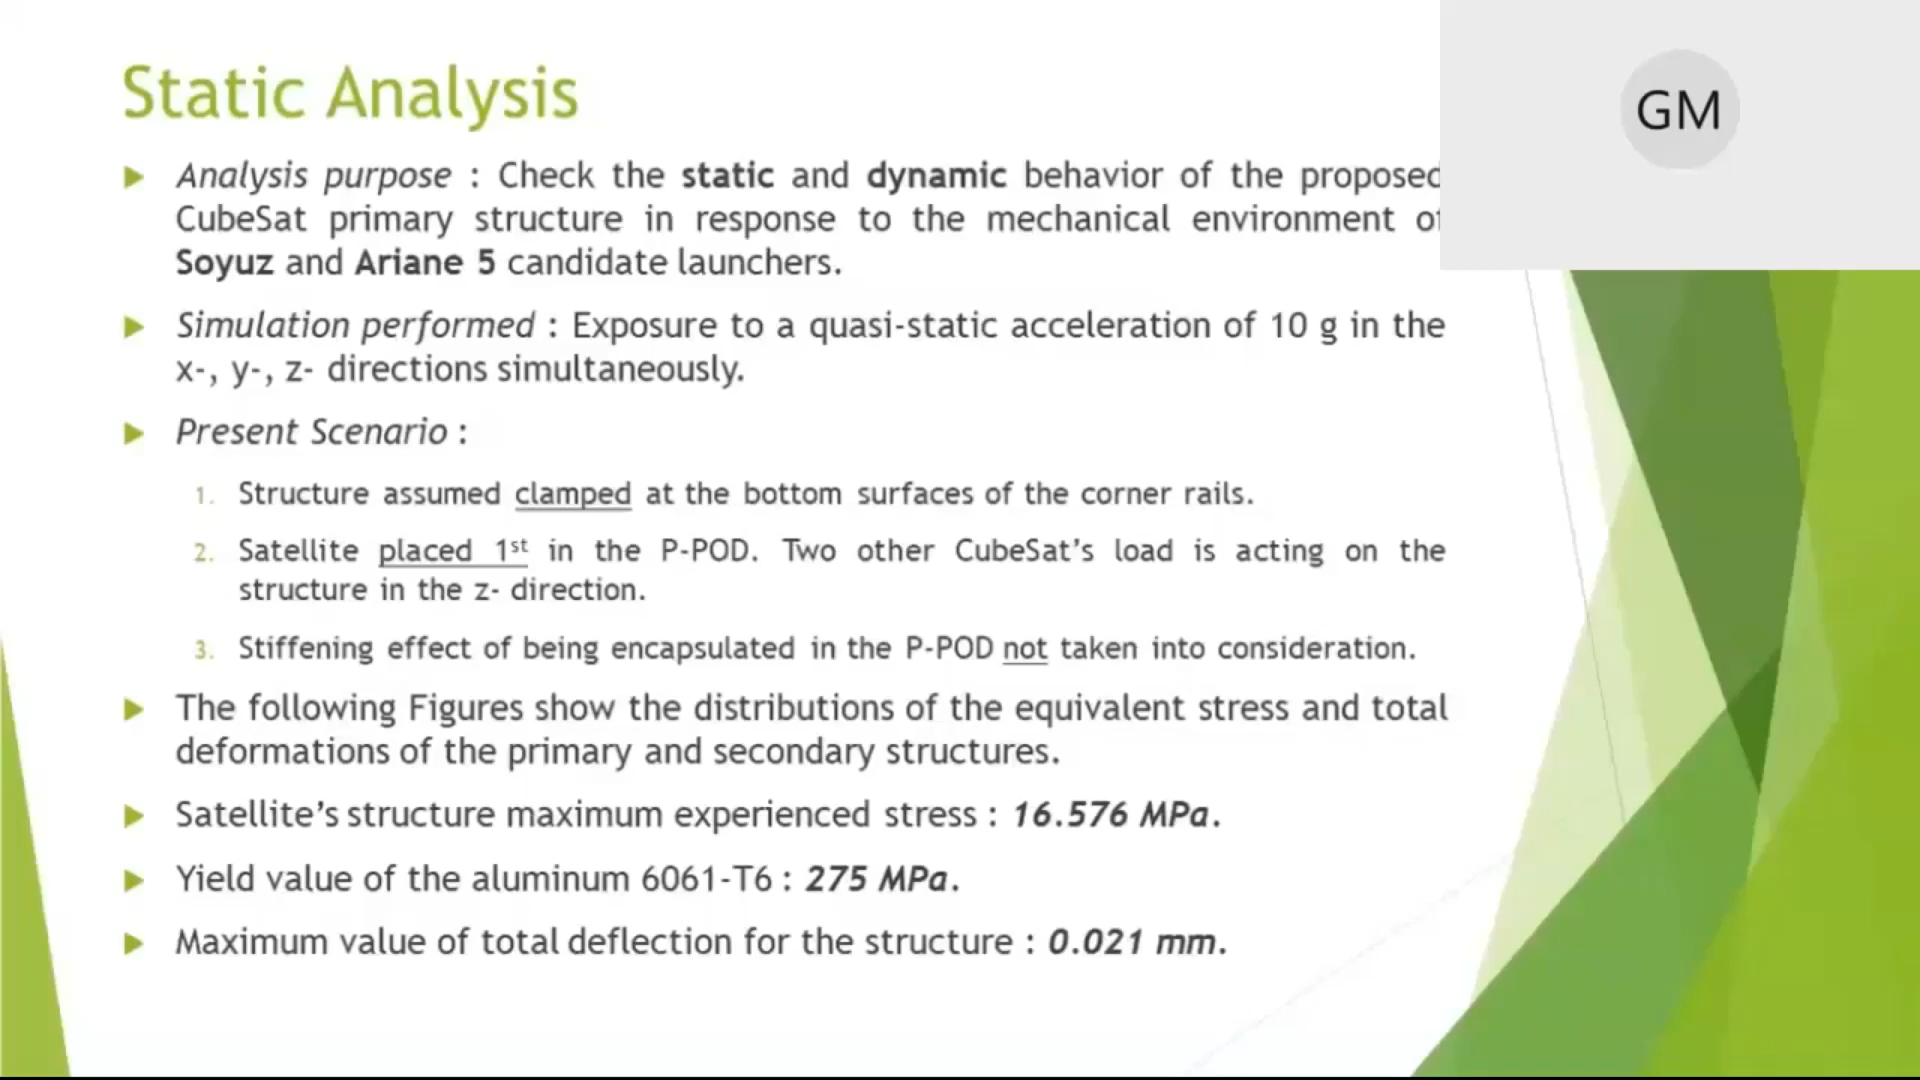 Static Analysis
GM
Analysis purpose : Check the static and dynamic behavior of the proposed
CubeSat primary structure in response to the mechanical environment of
Soyuz and Ariane 5 candidate launchers.
Simulation performed : Exposure to a quasi-static acceleration of 10 g in the
x-, y-, z- directions simultaneously.
Present Scenario :
1. Structure assumed clamped at the bottom surfaces of the corner rails.
2. Satellite placed 1st in the P-POD. Two other CubeSat’s load is acting on the
structure in the z- direction.
3. Stiffening effect of being encapsulated in the P-POD not taken into consideration.
The following Figures show the distributions of the equivalent stress and total
deformations of the primary and secondary structures.
Satellite’s structure maximum experienced stress : 16.576 MPa.
Yield value of the aluminum 6061-T6 : 275 MPa.
Maximum value of total deflection for the structure : 0.021 mm.